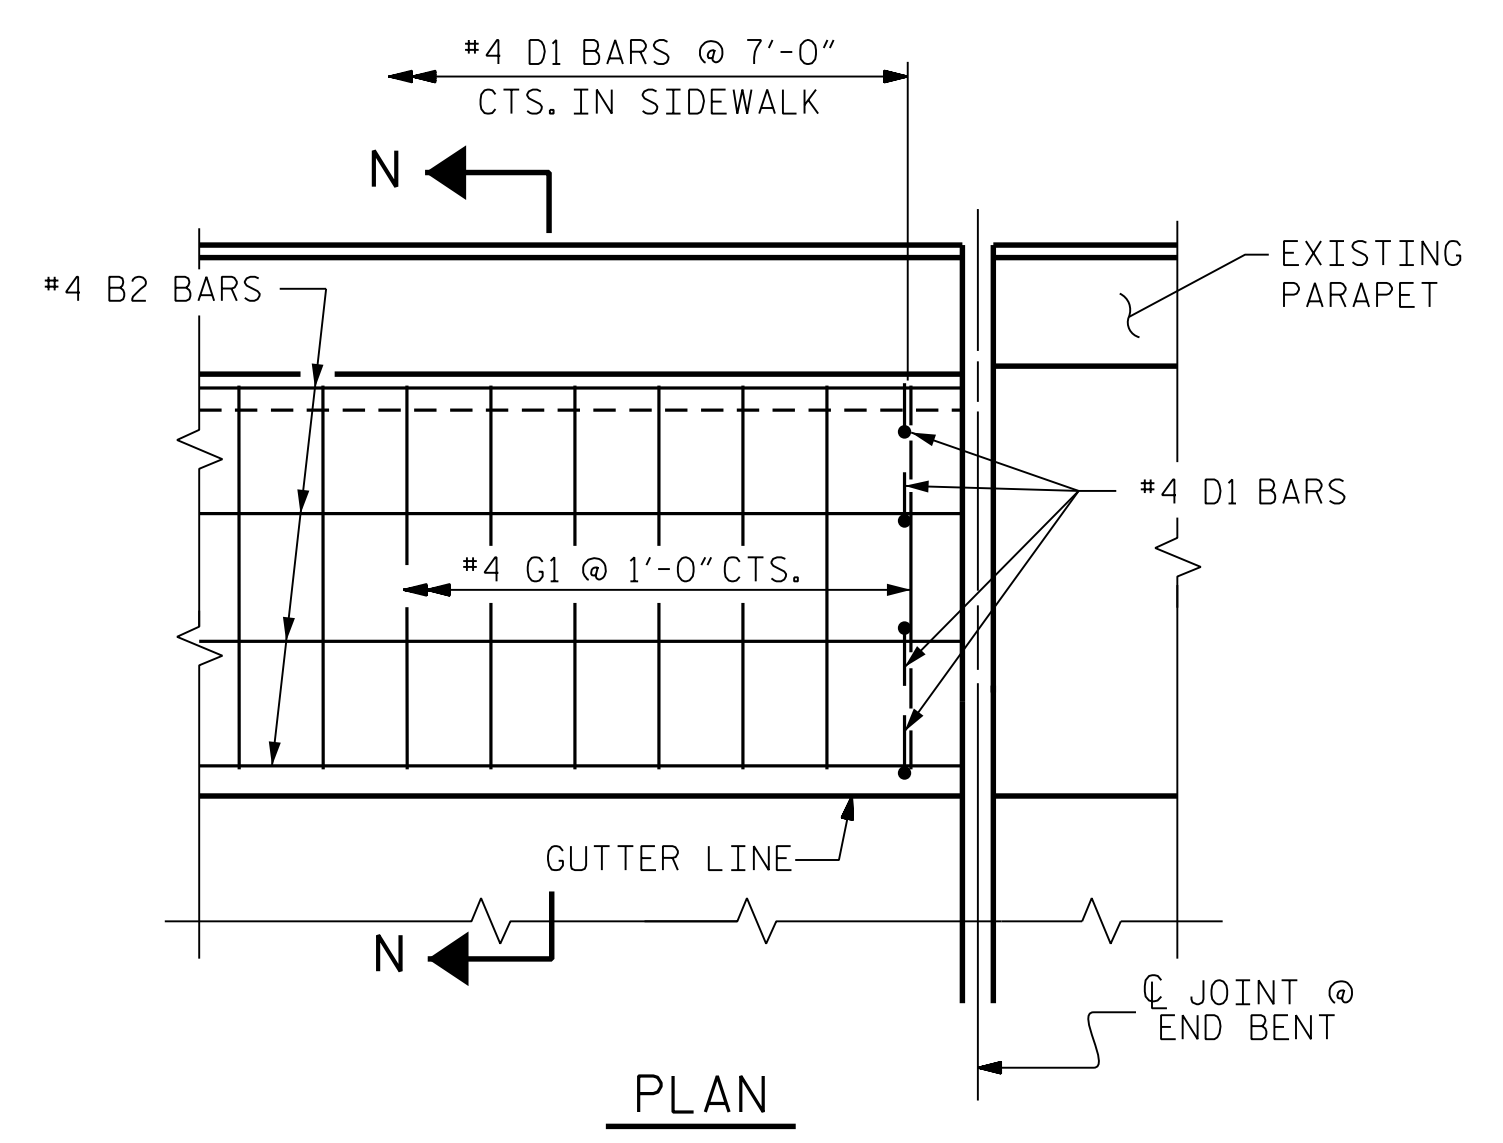 #4 D1 BARS @ 7'-0"
CTS. IN SIDEWALK
N
EXISTING
PARAPET
#4 B2 BARS
#4 D1 BARS
#4 G1 @ 1'-0" CTS.
GUTTER LINE
N
℄ JOINT @
END BENT
PLAN